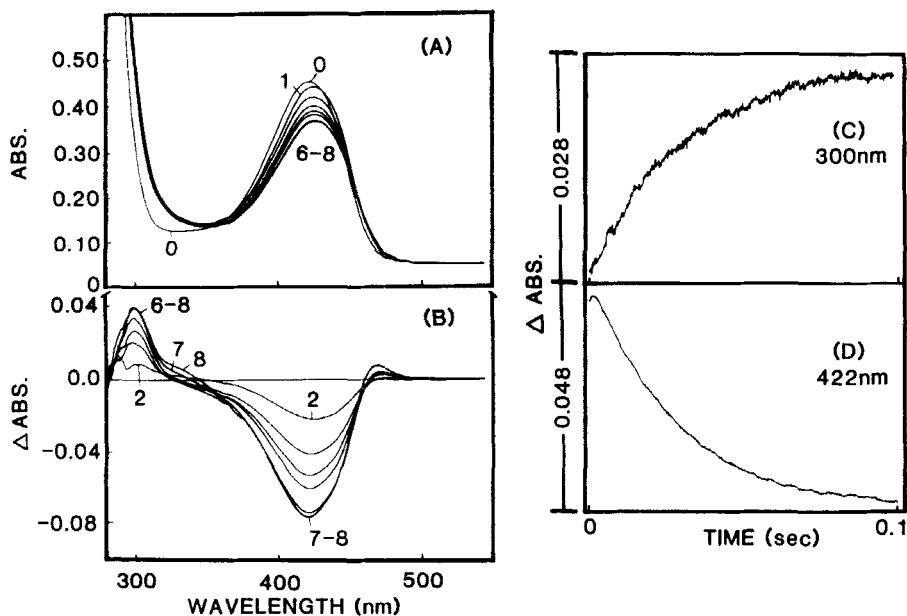 (A)
0
1
6-8
0
ABS.
0.50
0.40
0.30
0.20
0.10
0
(B)
6-8
7
8
2
2
7-8
Δ ABS.
0.04
0.0
-0.04
-0.08
300
400
500
WAVELENGTH (nm)
(C)
300nm
0.028
Δ ABS.
(D)
422nm
0.048
0
0.1
TIME (sec)